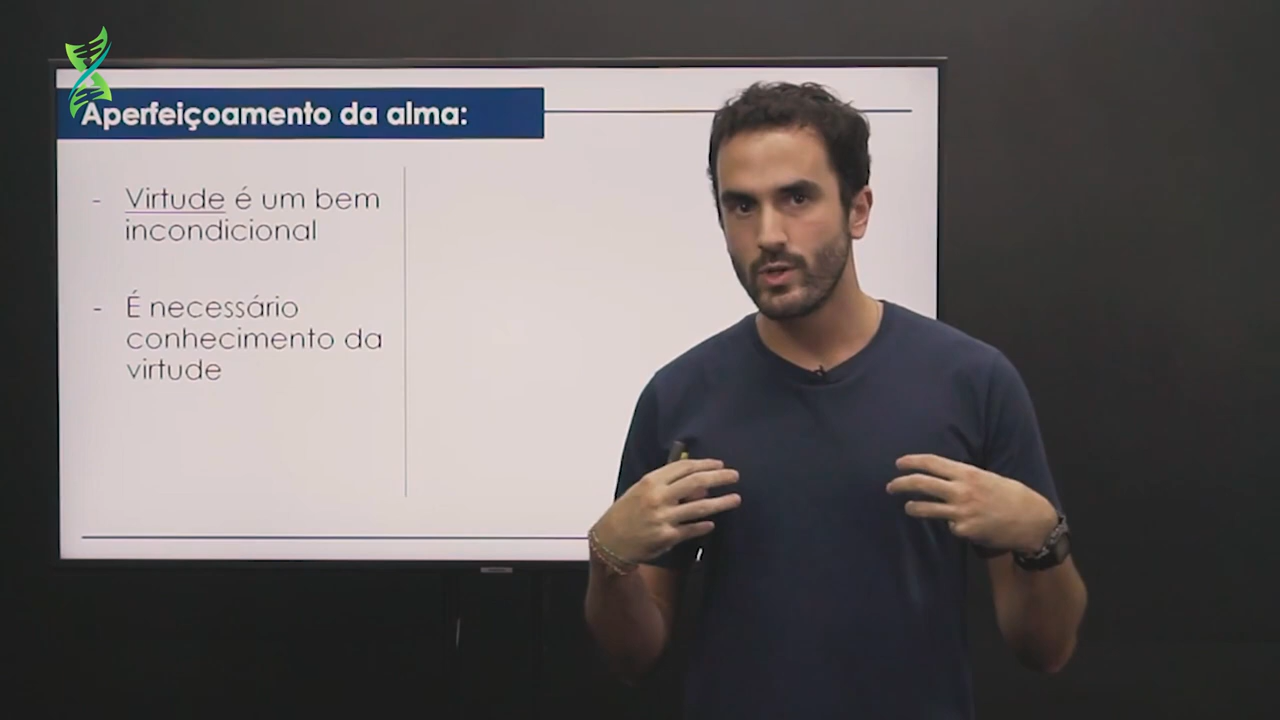 Aperfeiçoamento da alma:
- Virtude é um bem
incondicional
- É necessário
conhecimento da
virtude